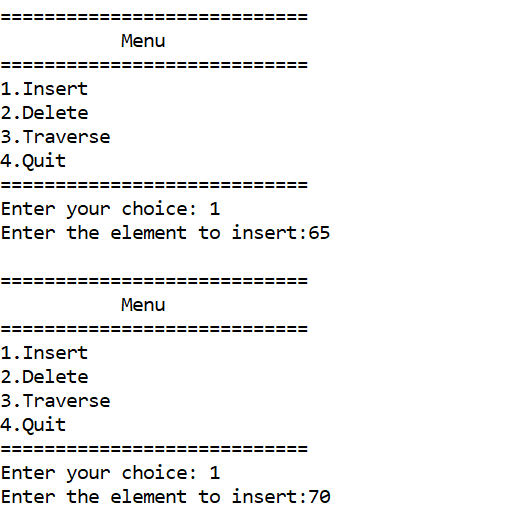 ============================
           Menu
============================
1.Insert
2.Delete
3.Traverse
4.Quit
============================
Enter your choice: 1
Enter the element to insert:65

============================
           Menu
============================
1.Insert
2.Delete
3.Traverse
4.Quit
============================
Enter your choice: 1
Enter the element to insert:70